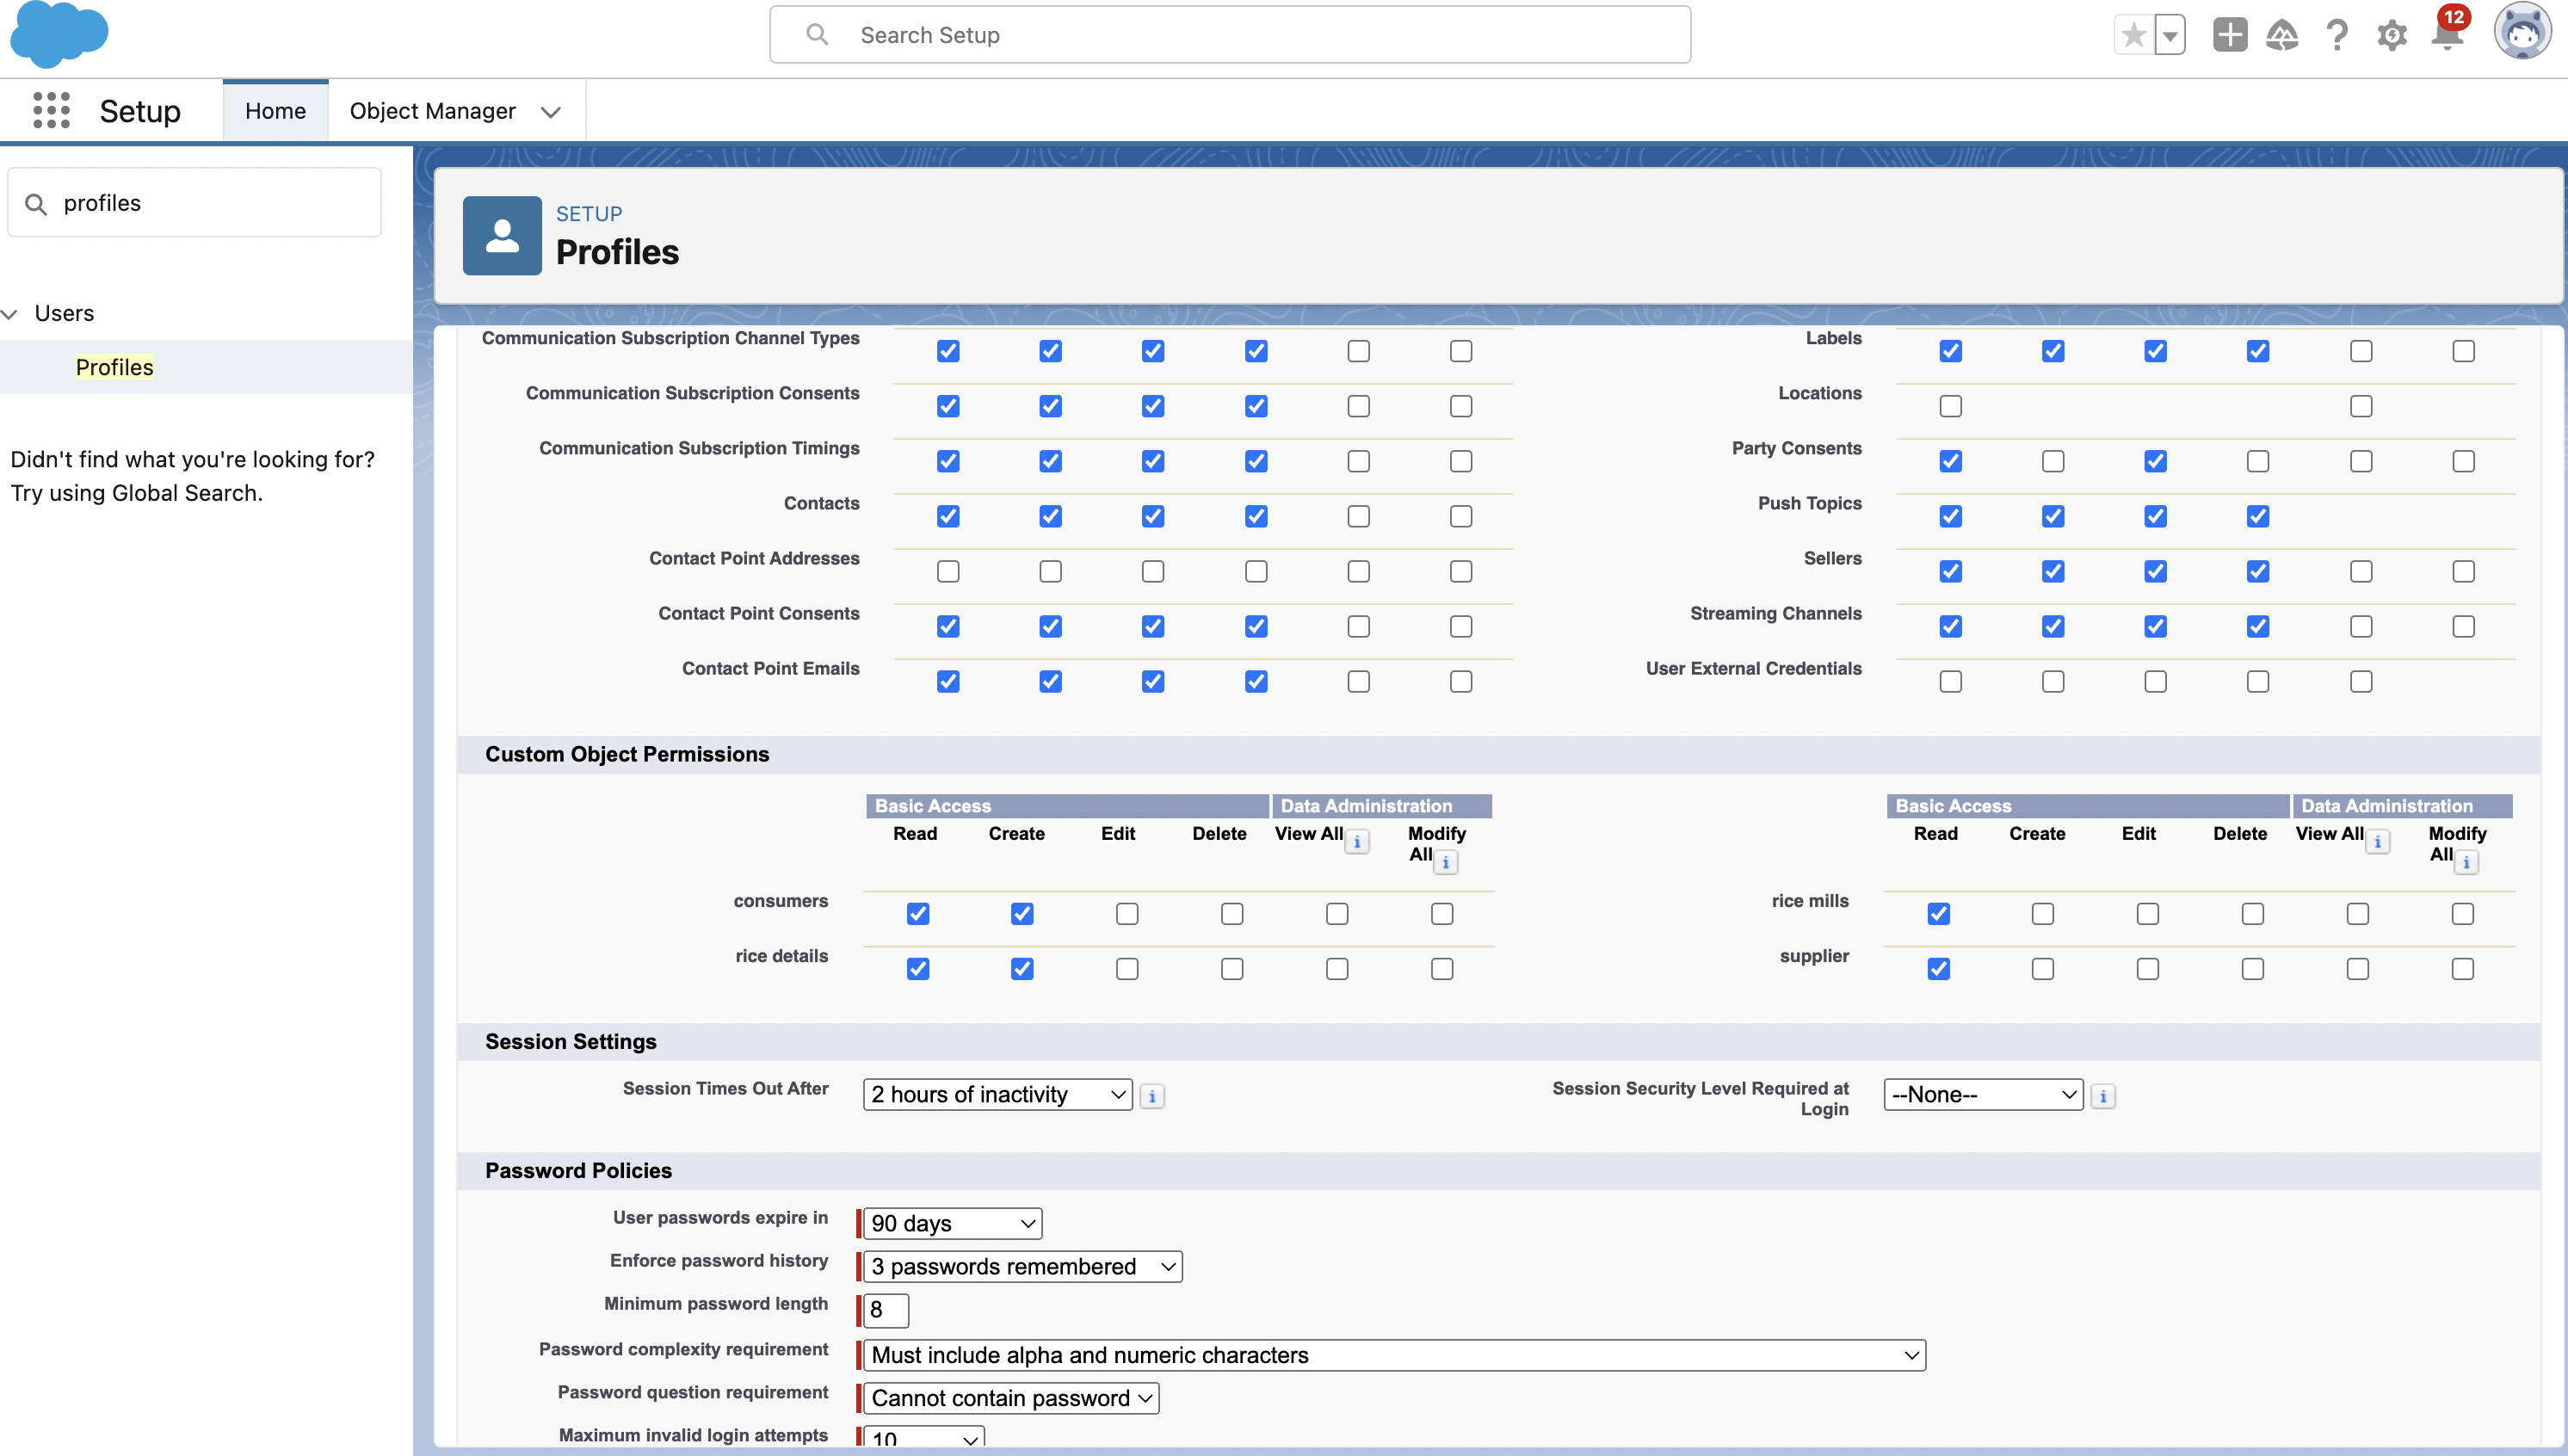 Search Setup
12
Setup
Home
Object Manager
profiles
Users
Profiles
Didn't find what you're looking for?
Try using Global Search.
SETUP
Profiles
Communication Subscription Channel Types
Labels
Communication Subscription Consents
Locations
Communication Subscription Timings
Party Consents
Contacts
Push Topics
Contact Point Addresses
Sellers
Contact Point Consents
Streaming Channels
Contact Point Emails
User External Credentials
Custom Object Permissions
Basic Access Data Administration
Basic Access Data Administration
Read Create Edit Delete View All i Modify
All i
Read Create Edit Delete View All i Modify
All i
consumers
rice mills
rice details
supplier
Session Settings
Session Times Out After 2 hours of inactivity i
Session Security Level Required at
Login
--None-- i
Password Policies
User passwords expire in 90 days
Enforce password history 3 passwords remembered
Minimum password length 8
Password complexity requirement Must include alpha and numeric characters
Password question requirement Cannot contain password
Maximum invalid login attempts 10